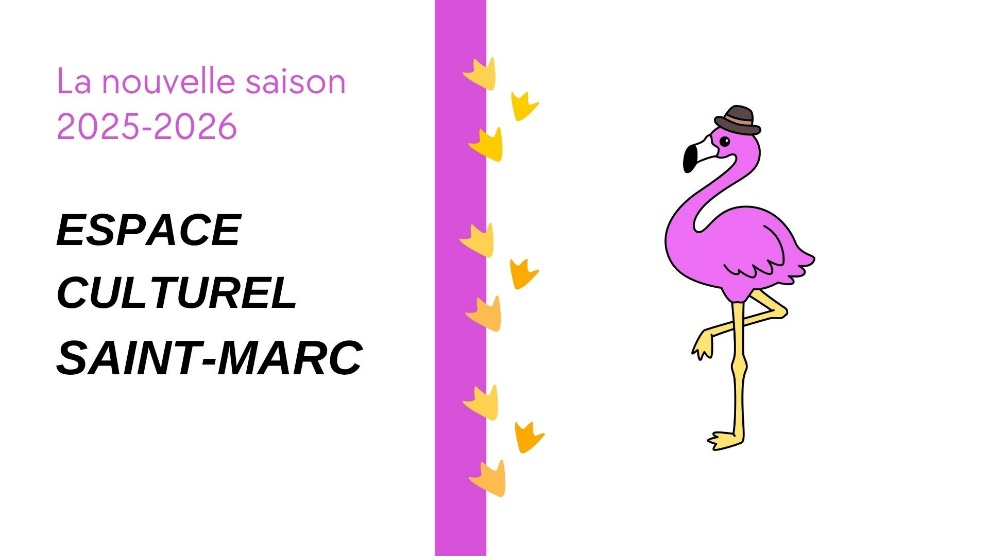 La nouvelle saison
2025-2026
ESPACE
CULTUREL
SAINT-MARC